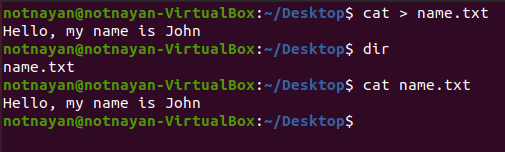 notnayan@notnayan-VirtualBox:~/Desktop$ cat > name.txt
Hello, my name is John
notnayan@notnayan-VirtualBox:~/Desktop$ dir
name.txt
notnayan@notnayan-VirtualBox:~/Desktop$ cat name.txt
Hello, my name is John
notnayan@notnayan-VirtualBox:~/Desktop$